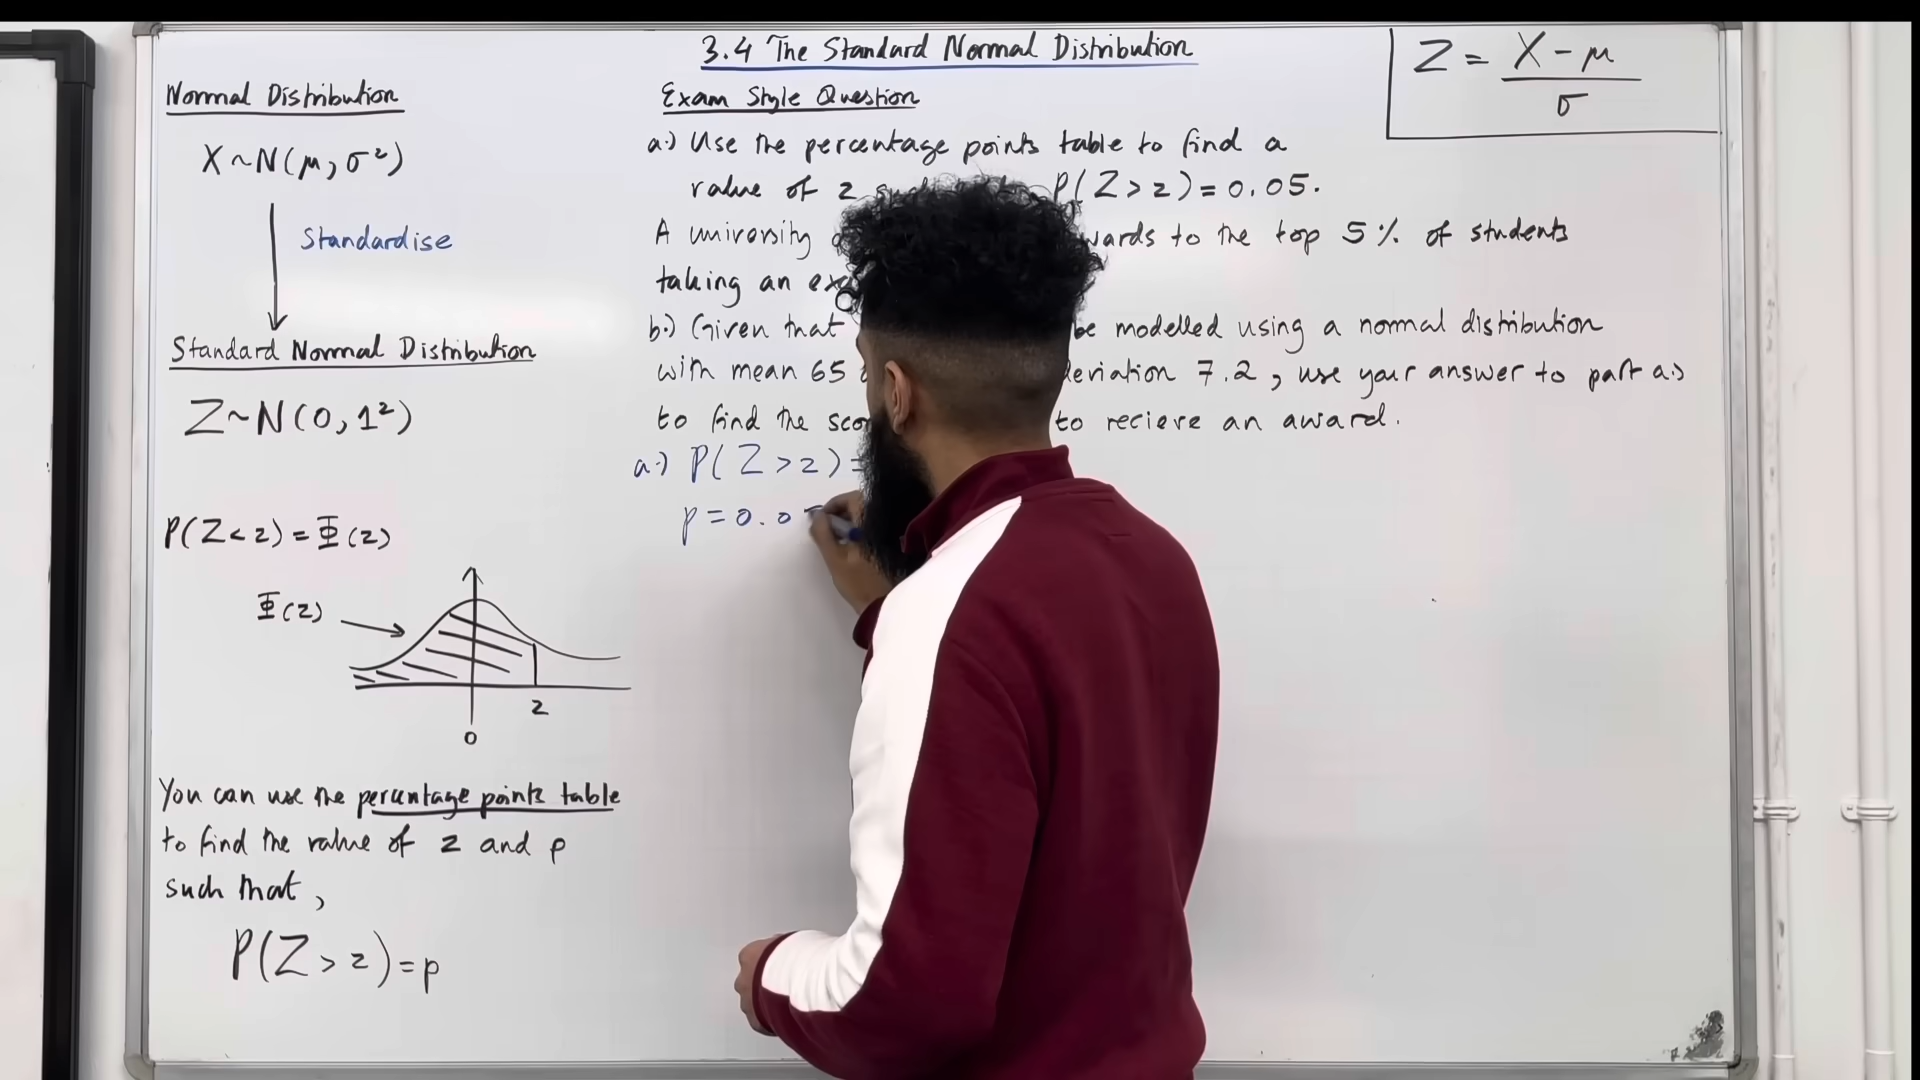 3.4 The Standard Normal Distribution
Z = X - μ / σ
Normal Distribution
X ~ N(μ, σ²)
Standardise
Standard Normal Distribution
Z ~ N(0, 1²)
P(Z < z) = Φ(z)
Φ(z)
z
0
You can use the percentage points table
to find the value of z and p
such that,
P(Z > z) = p
Exam Style Question
a.) Use the percentage points table to find a
value of z P(Z > z) = 0.05.
A university wards to the top 5% of students
taking an
b.) Given that be modelled using a normal distribution
with mean 65 deviation 7.2, use your answer to part a.)
to find the to recieve an award.
a.) P(Z > z) =
p = 0.0